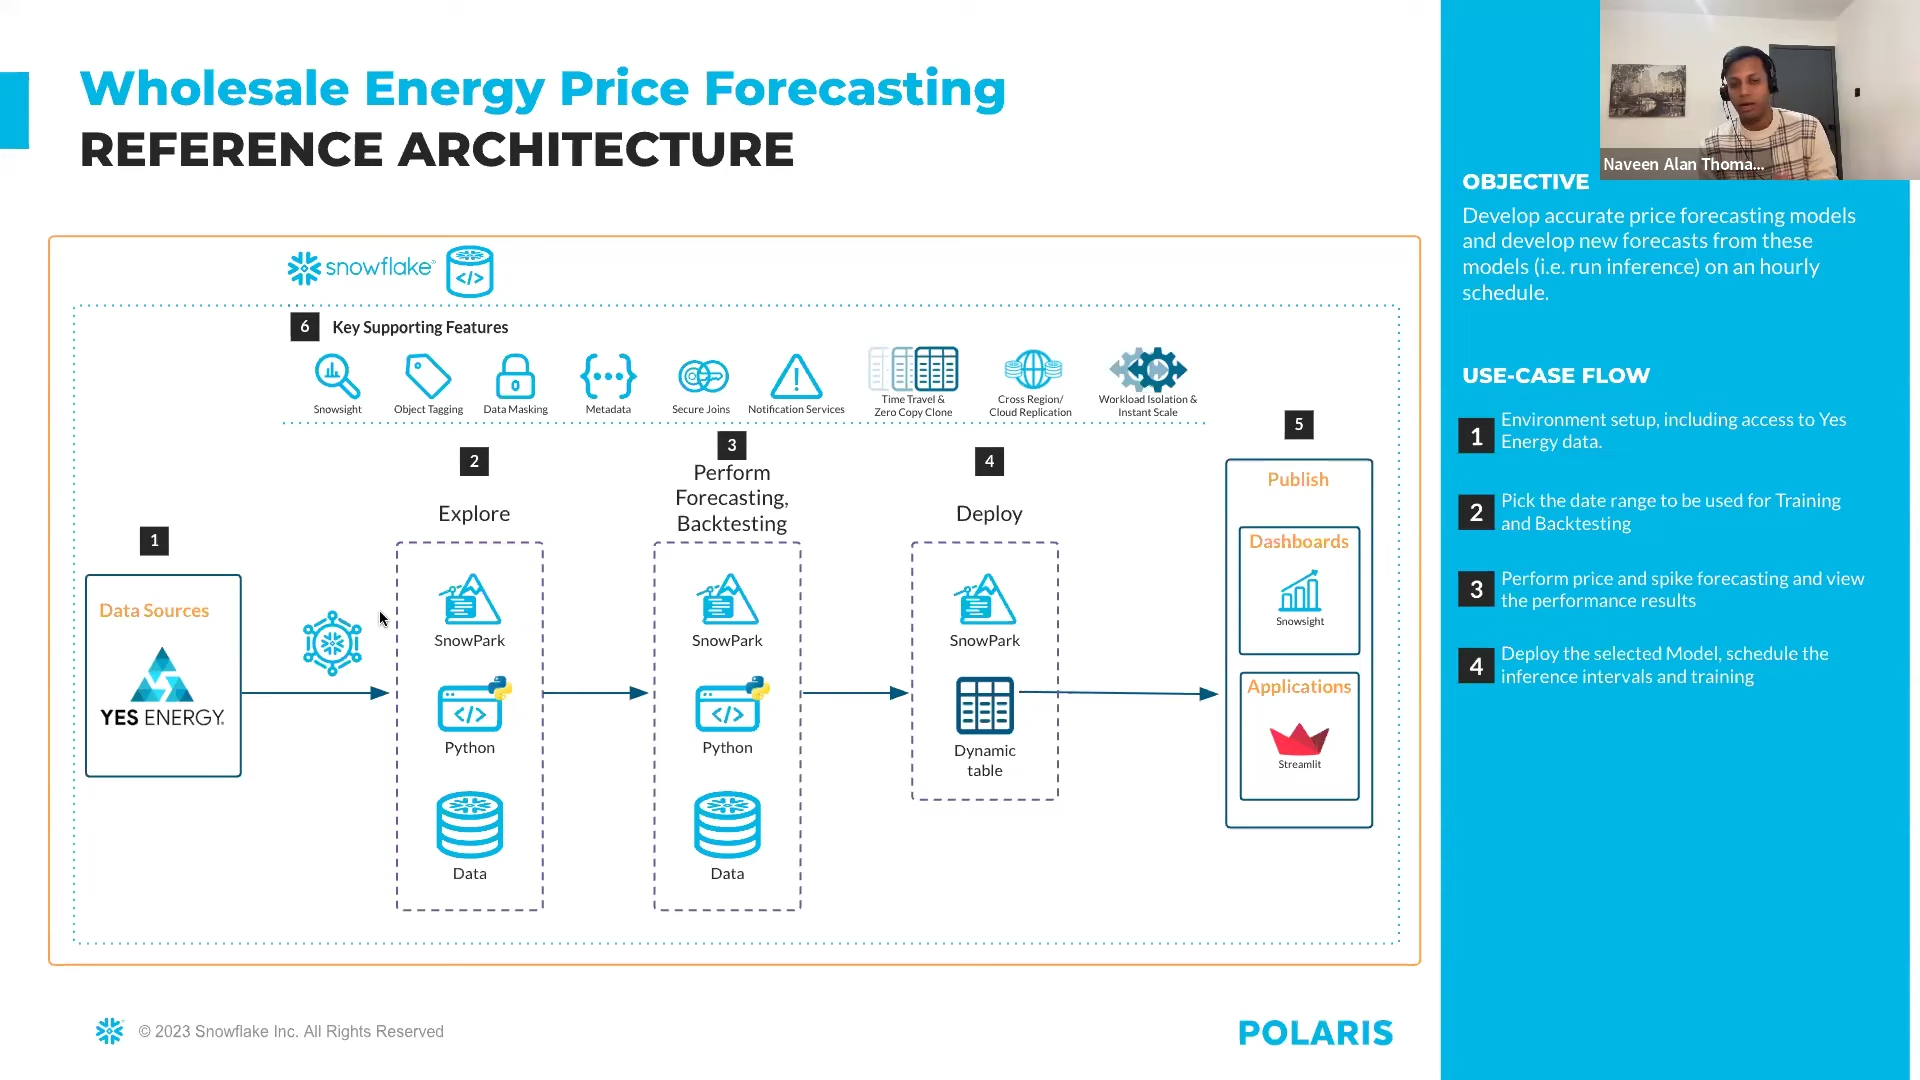 Wholesale Energy Price Forecasting
REFERENCE ARCHITECTURE
snowflake
6
Key Supporting Features
Snowsight
Object Tagging
Data Masking
Metadata
Secure Joins
Notification Services
Time Travel &
Zero Copy Clone
Cross Region/
Cloud Replication
Workload Isolation &
Instant Scale
1
Data Sources
YES ENERGY
2
Explore
SnowPark
Python
Data
3
Perform
Forecasting,
Backtesting
SnowPark
Python
Data
4
Deploy
SnowPark
Dynamic
table
5
Publish
Dashboards
Snowsight
Applications
Streamlit
Naveen Alan Thoma...
OBJECTIVE
Develop accurate price forecasting models
and develop new forecasts from these
models (i.e. run inference) on an hourly
schedule.
USE-CASE FLOW
1
Environment setup, including access to Yes
Energy data.
2
Pick the date range to be used for Training
and Backtesting
3
Perform price and spike forecasting and view
the performance results
4
Deploy the selected Model, schedule the
inference intervals and training
© 2023 Snowflake Inc. All Rights Reserved
POLARIS